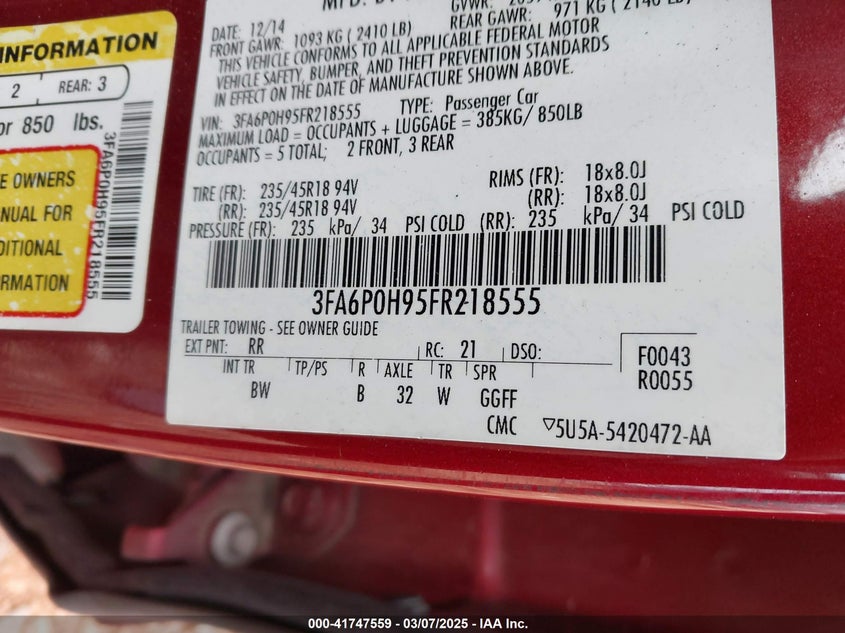 INFORMATION
2 REAR: 3
or 850 lbs.
OWNERS
MANUAL FOR
3FA6P0H95FR218555
DATE: 12/14
FRONT GAWR: 1093 KG ( 2410 LB)
REAR GAWR: 971 KG ( 2140 LB)
THIS VEHICLE CONFORMS TO ALL APPLICABLE FEDERAL MOTOR
VEHICLE SAFETY, BUMPER, AND THEFT PREVENTION STANDARDS
IN EFFECT ON THE DATE OF MANUFACTURE SHOWN ABOVE.
VIN: 3FA6P0H95FR218555 TYPE: Passenger Car
MAXIMUM LOAD = OCCUPANTS + LUGGAGE = 385KG/ 850LB
OCCUPANTS = 5 TOTAL; 2 FRONT, 3 REAR
TIRE (FR): 235/45R18 94V RIMS (FR): 18x8.0J
(RR): 235/45R18 94V (RR): 18x8.0J
PRESSURE (FR): 235 kPa/ 34 PSI COLD (RR): 235 kPa/ 34 PSI COLD
3FA6P0H95FR218555
TRAILER TOWING - SEE OWNER GUIDE
EXT PNT: RR RC: 21 DSO: F0043
R0055
INT TR TP/PS R AXLE TR SPR
BW B 32 W GGFF
CMC ▽5U5A-5420472-AA
000-41747559 | 03/07/2025 - IAA Inc.